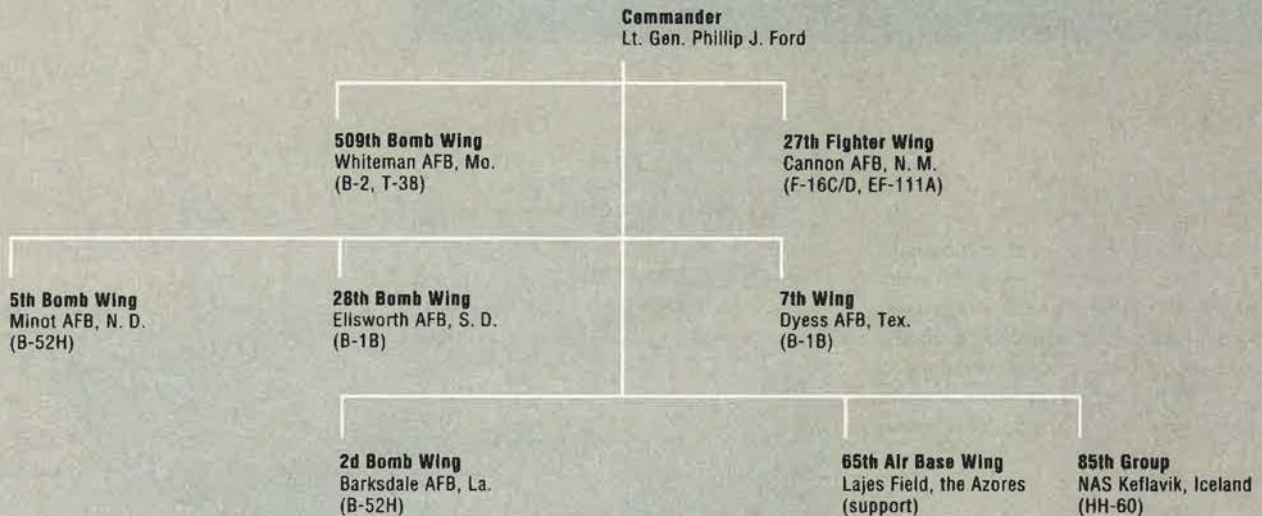 Commander
Lt. Gen. Phillip J. Ford
509th Bomb Wing
Whiteman AFB, Mo.
(B-2, T-38)
27th Fighter Wing
Cannon AFB, N. M.
(F-16C/D, EF-111A)
5th Bomb Wing
Minot AFB, N. D.
(B-52H)
28th Bomb Wing
Ellsworth AFB, S. D.
(B-1B)
7th Wing
Dyess AFB, Tex.
(B-1B)
2d Bomb Wing
Barksdale AFB, La.
(B-52H)
65th Air Base Wing
Lajes Field, the Azores
(support)
85th Group
NAS Keflavik, Iceland
(HH-60)